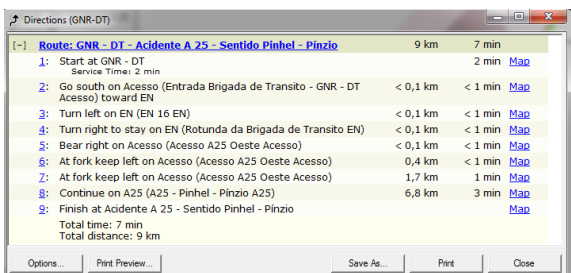 Directions (GNR-DT)
[-] Route: GNR - DT - Acidente A 25 - Sentido Pinhel - Pínzio 9 km 7 min
1: Start at GNR - DT 2 min Map
Service Time: 2 min
2: Go south on Acesso (Entrada Brigada de Transito - GNR - DT < 0,1 km < 1 min Map
Acesso) toward EN
3: Turn left on EN (EN 16 EN) < 0,1 km < 1 min Map
4: Turn right to stay on EN (Rotunda da Brigada de Transito EN) < 0,1 km < 1 min Map
5: Bear right on Acesso (Acesso A25 Oeste Acesso) < 0,1 km < 1 min Map
6: At fork keep left on Acesso (Acesso A25 Oeste Acesso) 0,4 km < 1 min Map
7: At fork keep left on Acesso (Acesso A25 Oeste Acesso) 1,7 km 1 min Map
8: Continue on A25 (A25 - Pinhel - Pínzio A25) 6,8 km 3 min Map
9: Finish at Acidente A 25 - Sentido Pinhel - Pínzio Map
Total time: 7 min
Total distance: 9 km
Options... Print Preview... Save As... Print Close